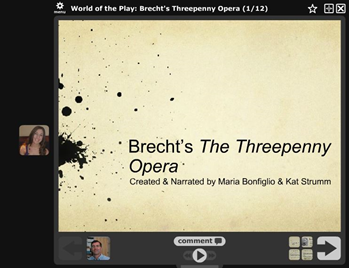 World of the Play: Brecht's Threepenny Opera (1/12)
menu
Brecht's The Threepenny
Opera
Created & Narrated by Maria Bonfiglio & Kat Strumm
comment